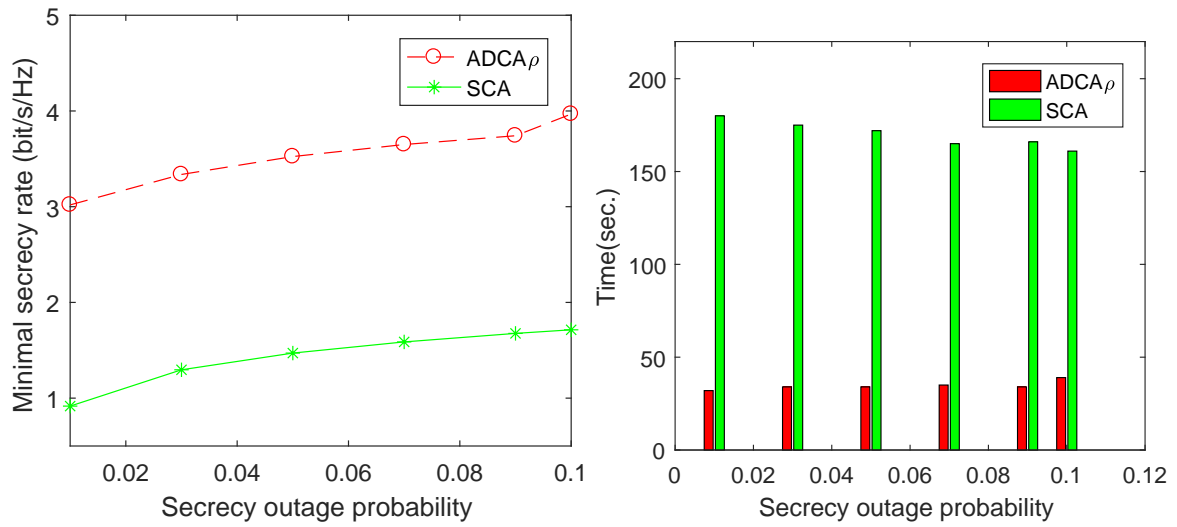 5
4
3
2
1
0.02
0.04
0.06
0.08
0.1
Minimal secrecy rate (bit/s/Hz)
Secrecy outage probability
ADCAρ
SCA
200
150
100
50
0
0
0.02
0.04
0.06
0.08
0.1
0.12
Time(sec.)
Secrecy outage probability
ADCAρ
SCA